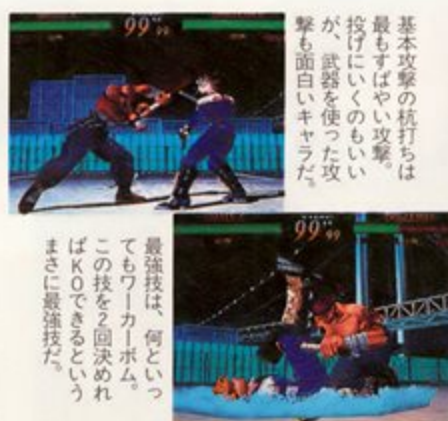 基本攻撃の杭打ちは
最もすばやい攻撃。
投げにいくのもいい
が、武器を使った攻
撃も面白いキャラだ。
99
99
最強技は、何といっ
てもワーカーボム。
この技を2回決めれ
ばKOできるという
まさに最強技だ。